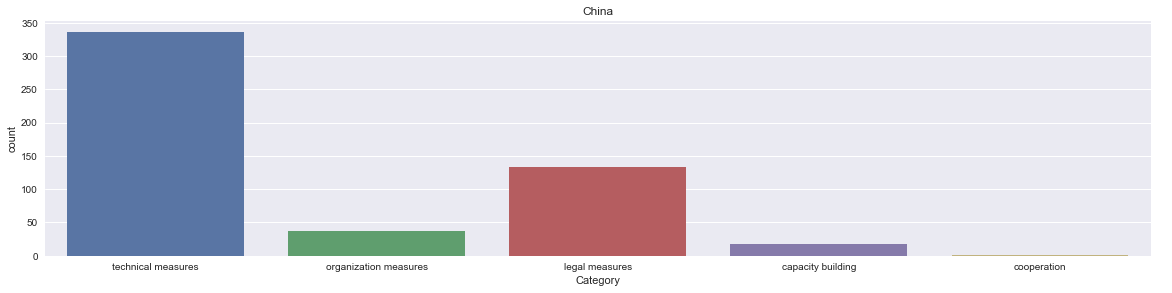 China
350
300
250
200
150
100
50
0
count
technical measures
organization measures
legal measures
capacity building
cooperation
Category